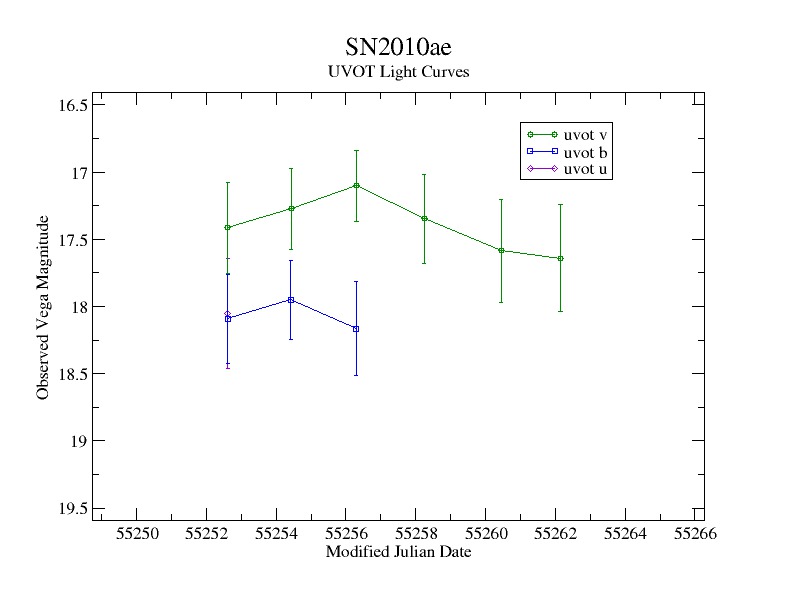 SN2010ae
UVOT Light Curves
uvot v
uvot b
uvot u
Observed Vega Magnitude
16.5
17
17.5
18
18.5
19
19.5
55250 55252 55254 55256 55258 55260 55262 55264 55266
Modified Julian Date